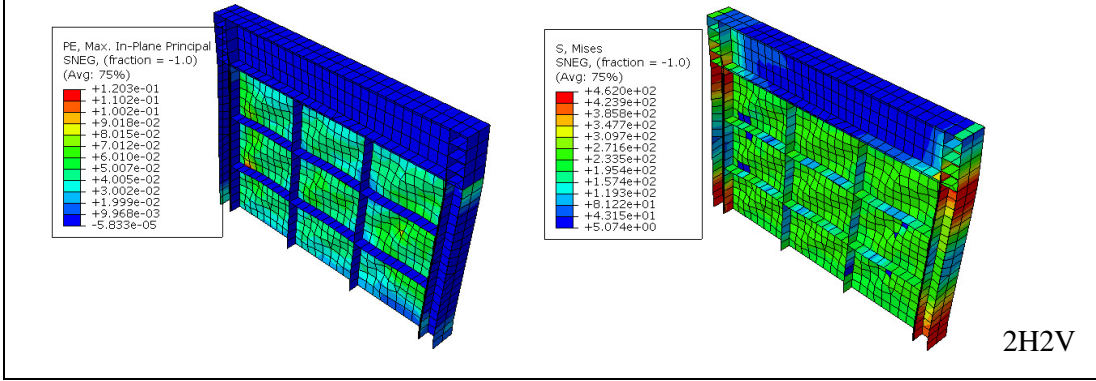 PE, Max. In-Plane Principal
SNEG, (fraction = -1.0)
(Avg: 75%)
+1.203e-01
+1.102e-01
+1.002e-01
+9.018e-02
+8.015e-02
+7.012e-02
+6.010e-02
+5.007e-02
+4.005e-02
+3.002e-02
+1.999e-02
+9.968e-03
-5.833e-05
S, Mises
SNEG, (fraction = -1.0)
(Avg: 75%)
+4.620e+02
+4.239e+02
+3.858e+02
+3.477e+02
+3.097e+02
+2.716e+02
+2.335e+02
+1.954e+02
+1.574e+02
+1.193e+02
+8.122e+01
+4.315e+01
+5.074e+00
2H2V